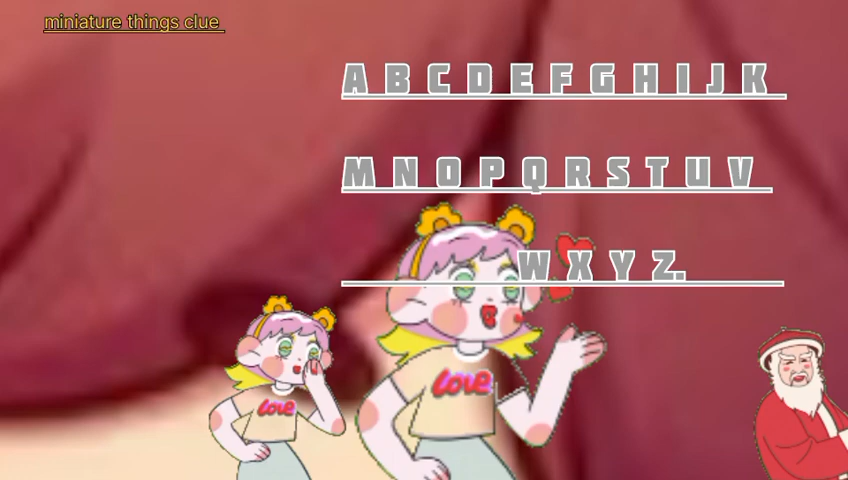 miniature things clue
A B C D E F G H I J K
M N O P Q R S T U V
W X Y Z.
Love
Love